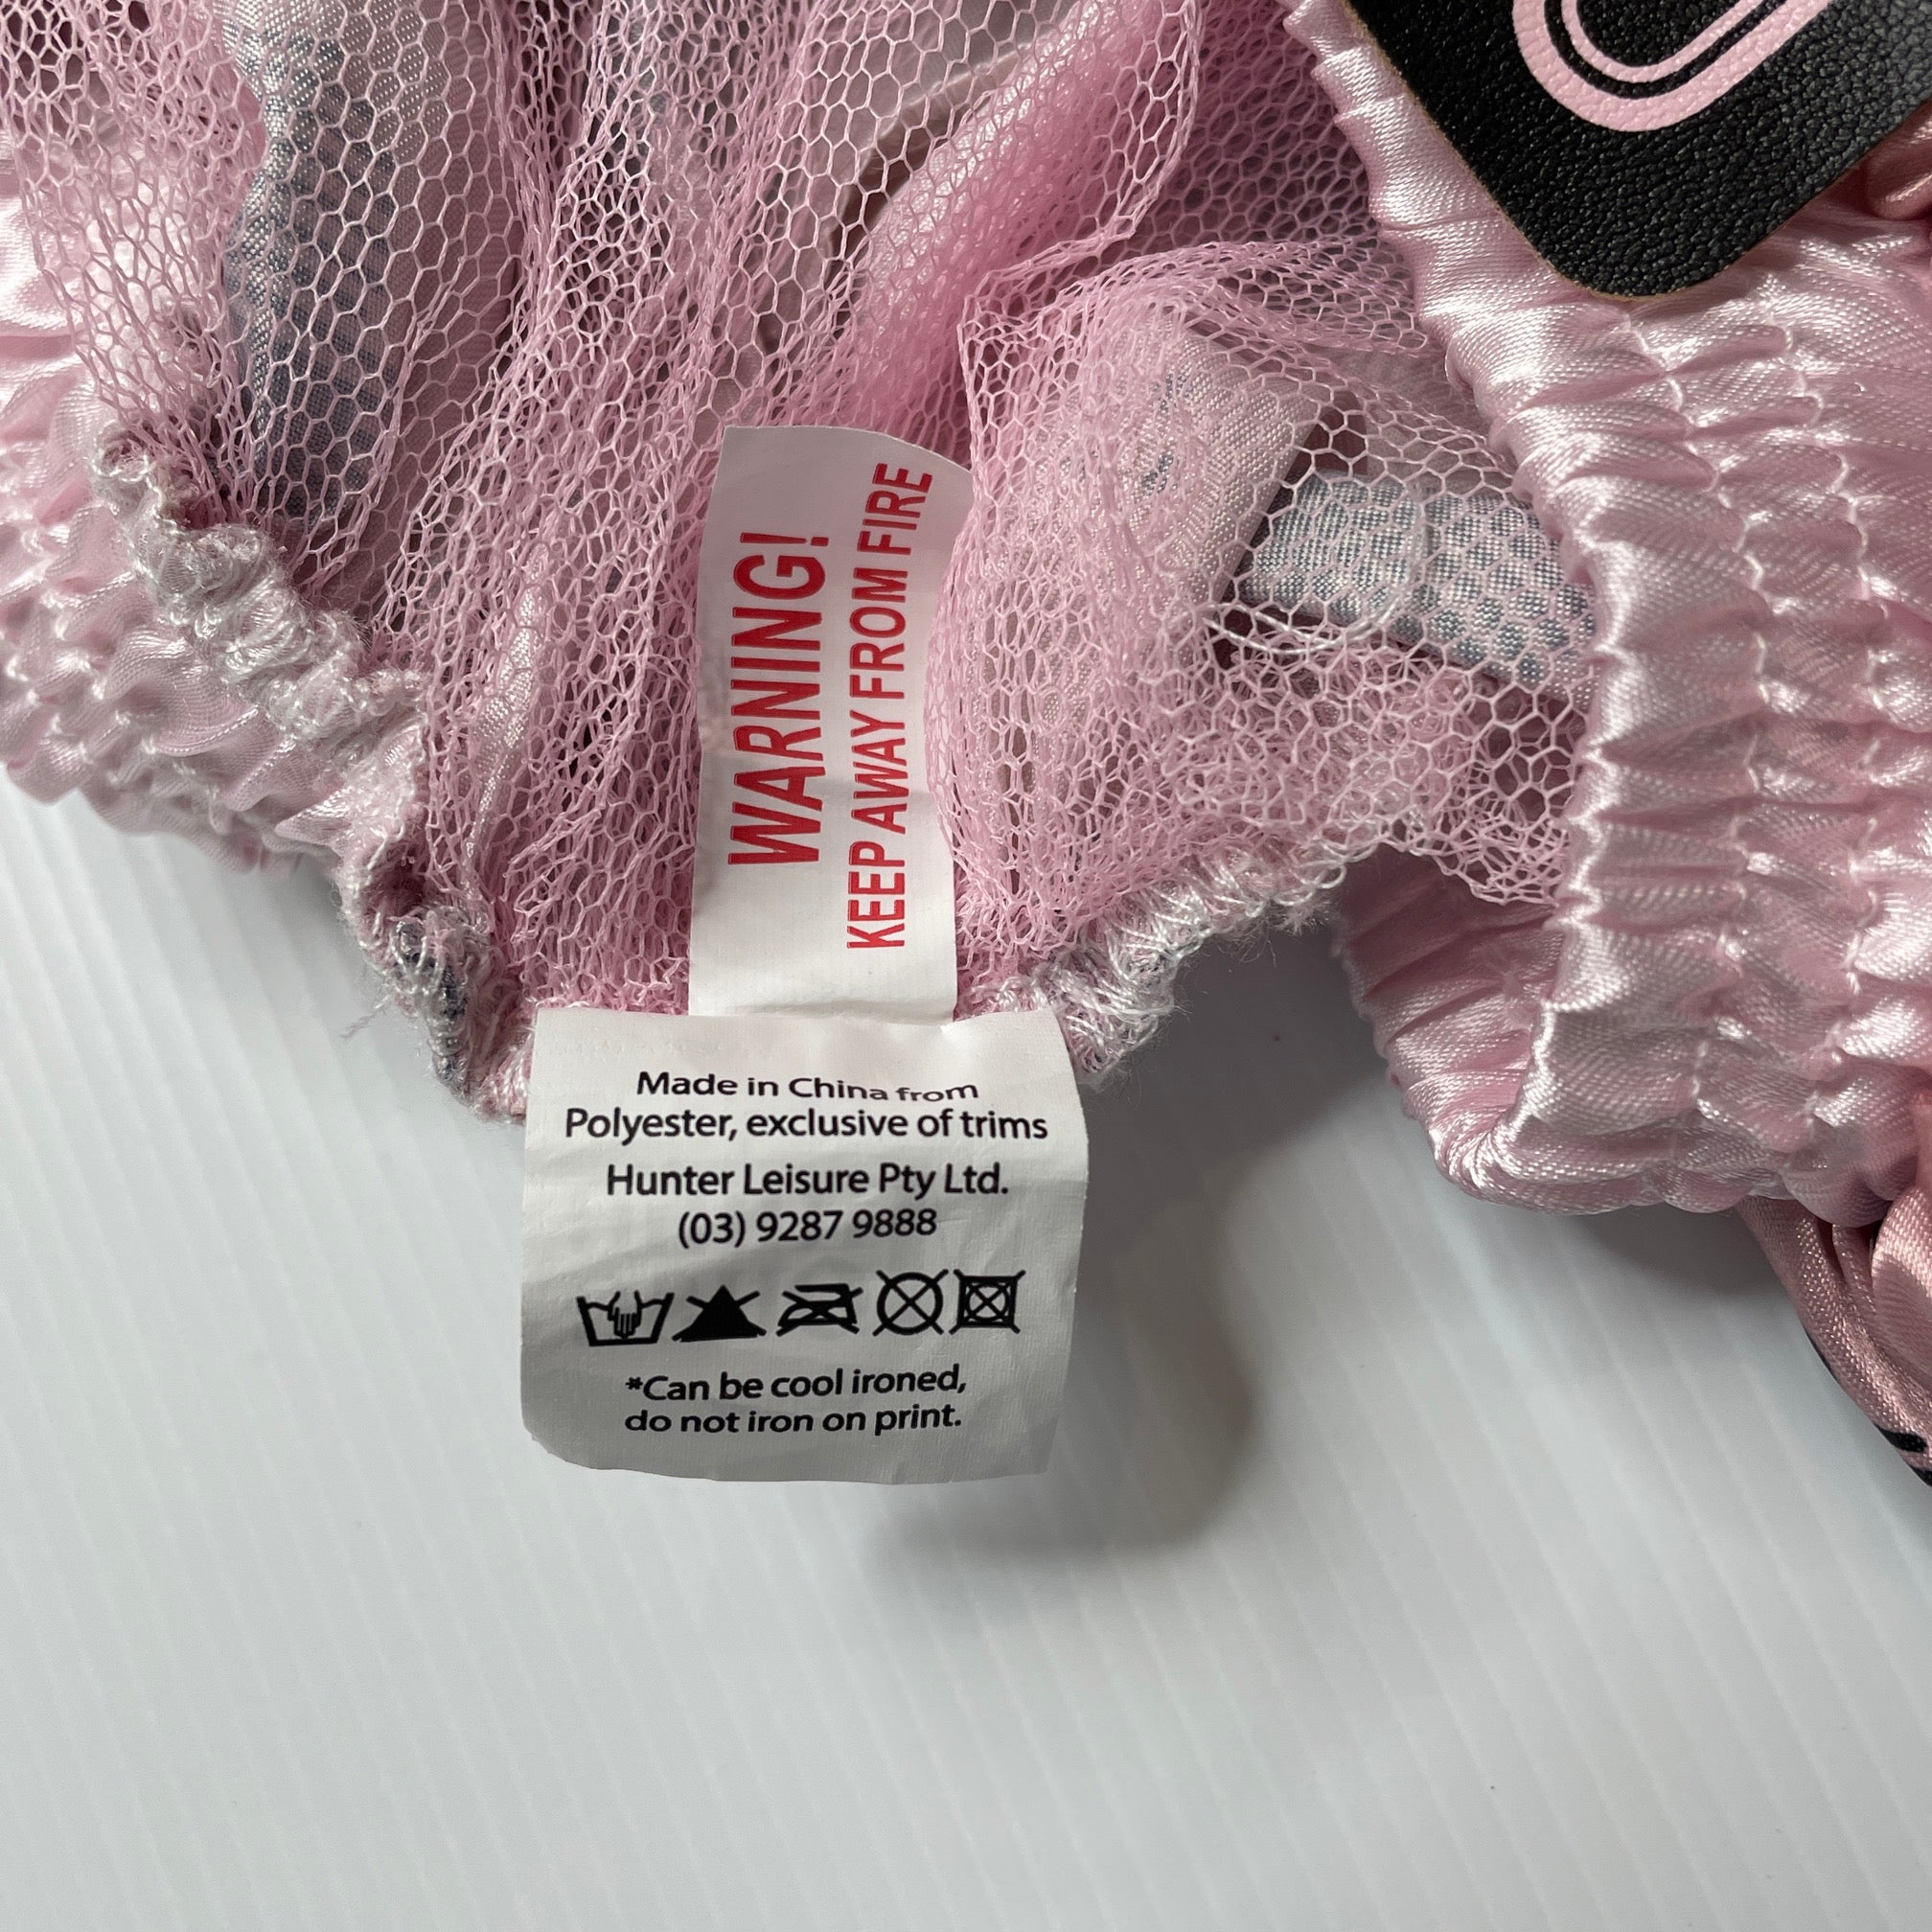 WARNING!
KEEP AWAY FROM FIRE
Made in China from
Polyester, exclusive of trims
Hunter Leisure Pty Ltd.
(03) 9287 9888
*Can be cool ironed,
do not iron on print.